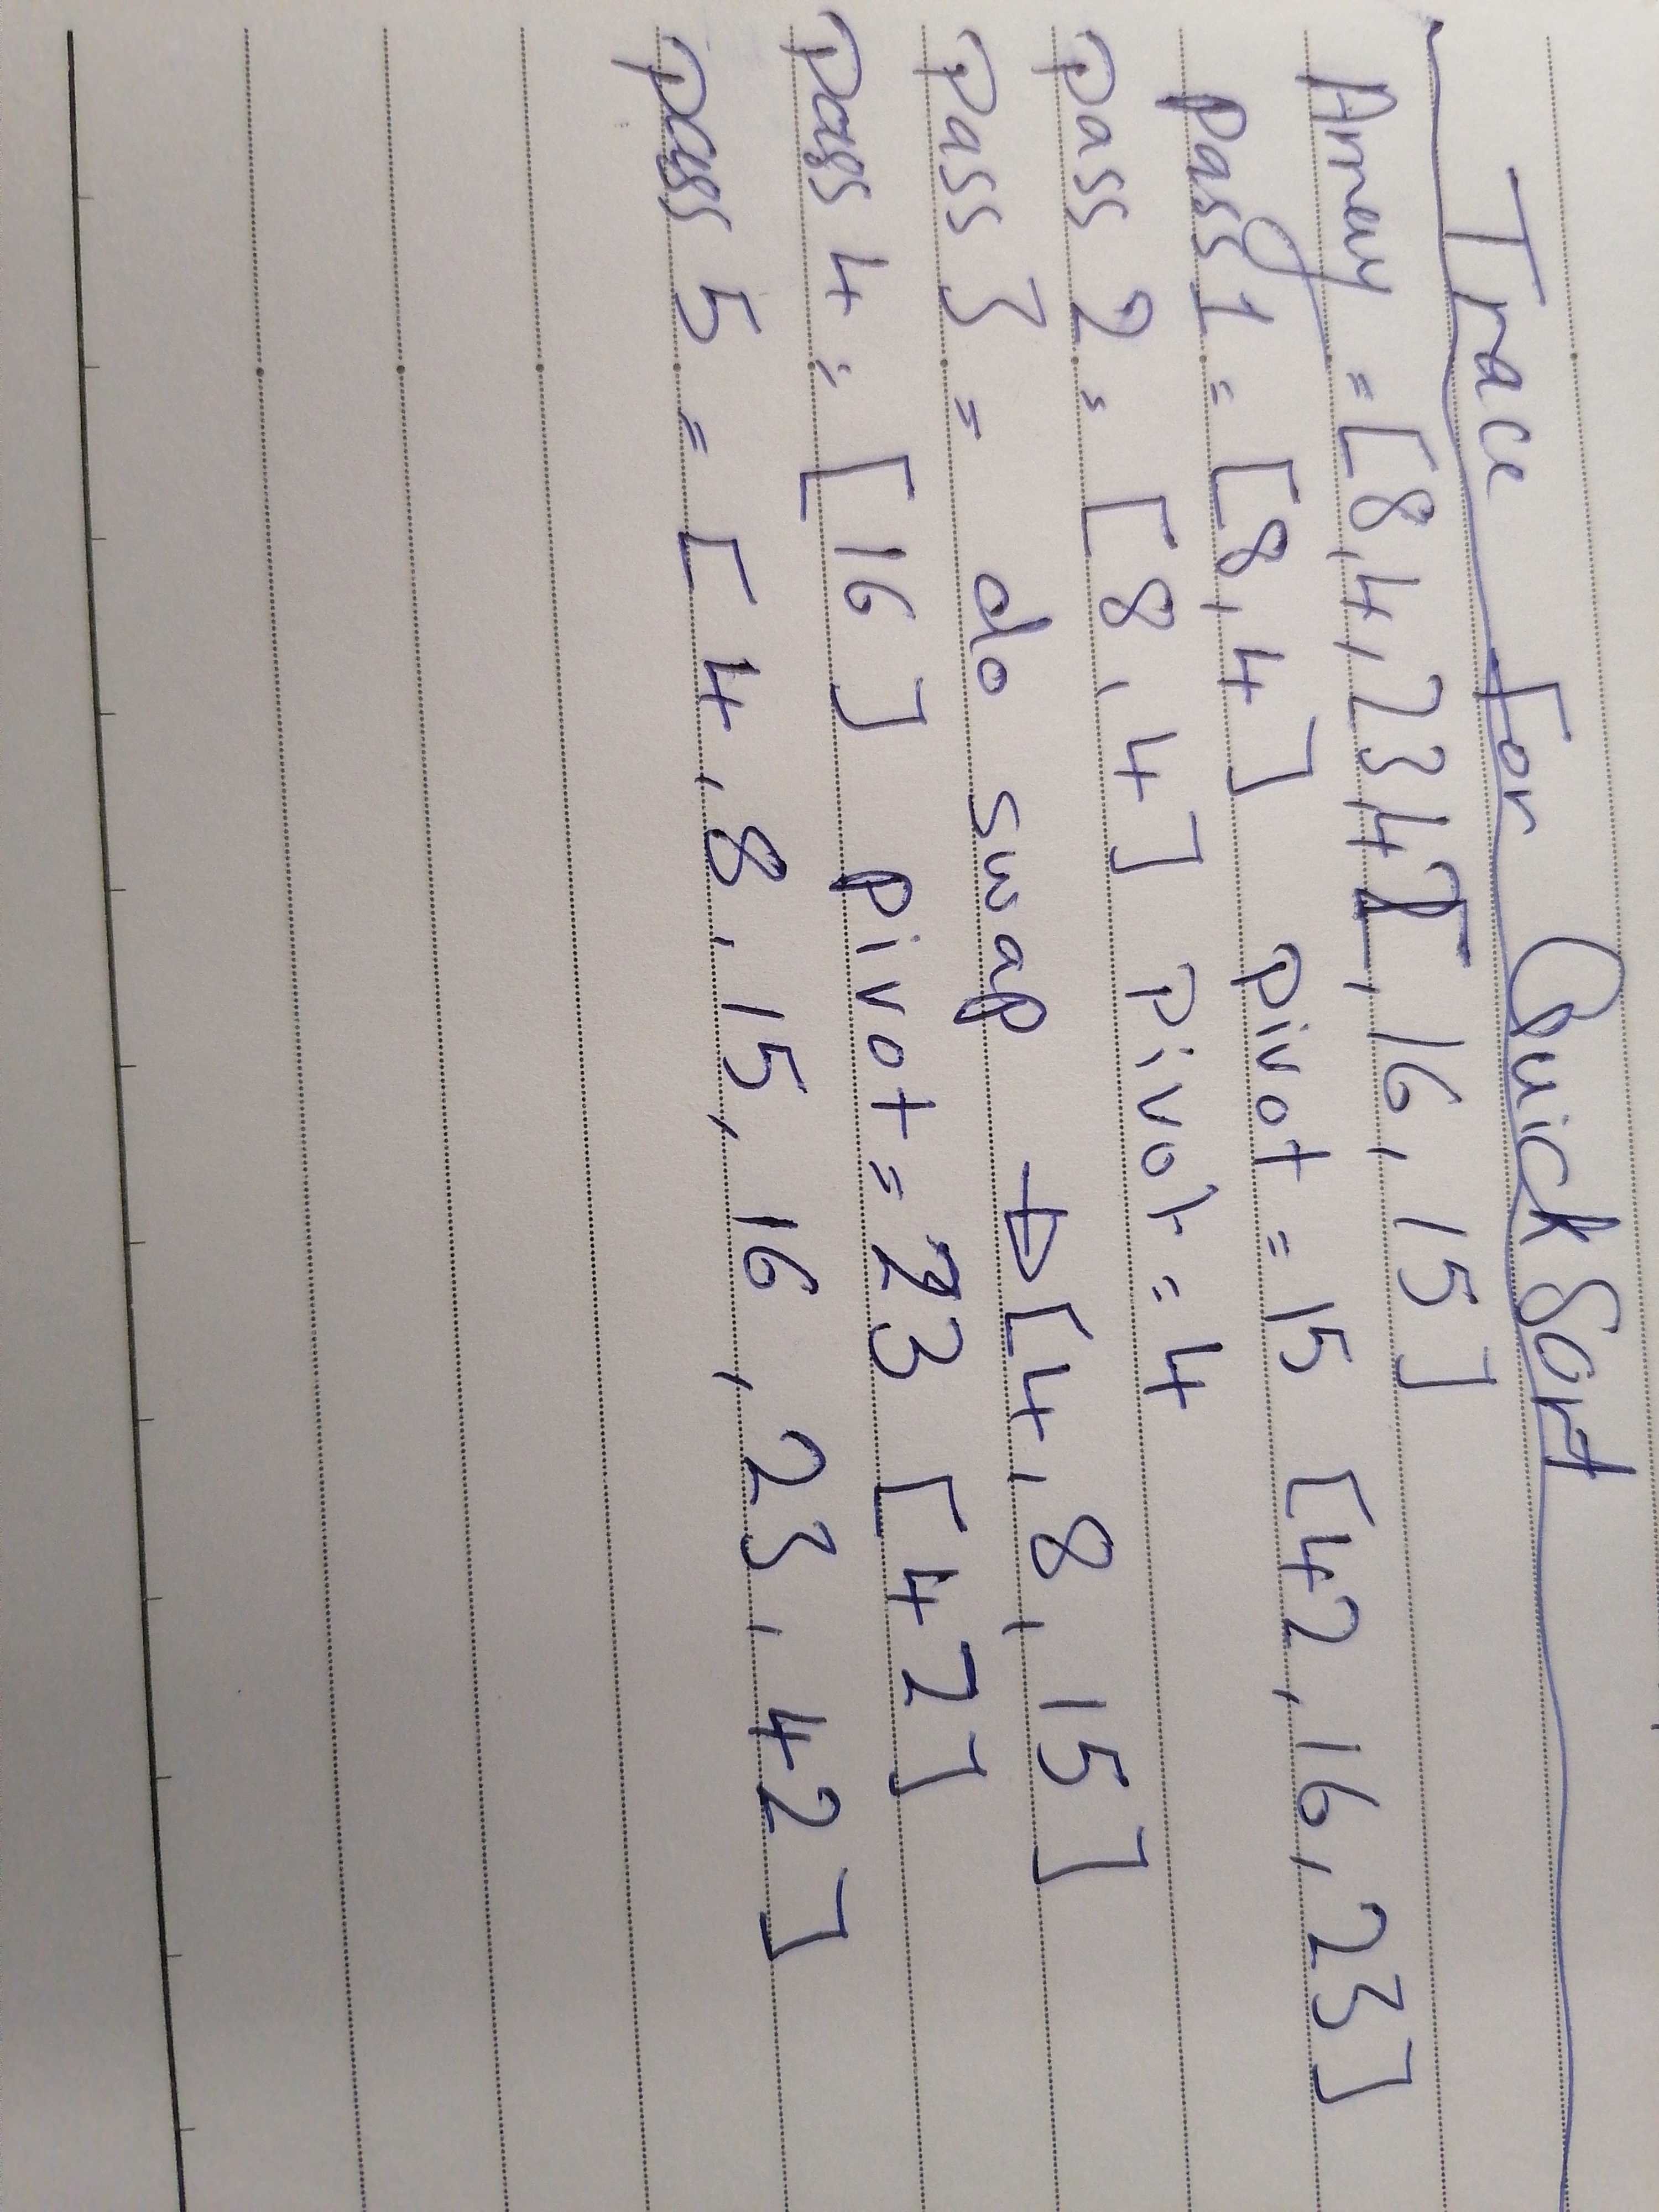 Trace For Quick Sort
Array = [8,4,23,42,16,15]
Pass 1 = [8,4] pivot = 15 [42,16,23]
Pass 2 = [8,4] pivot = 4
Pass 3 = do swap → [4,8,15]
Pass 4 = [16] pivot = 23 [42]
Pass 5 = [4,8,15,16,23,42]